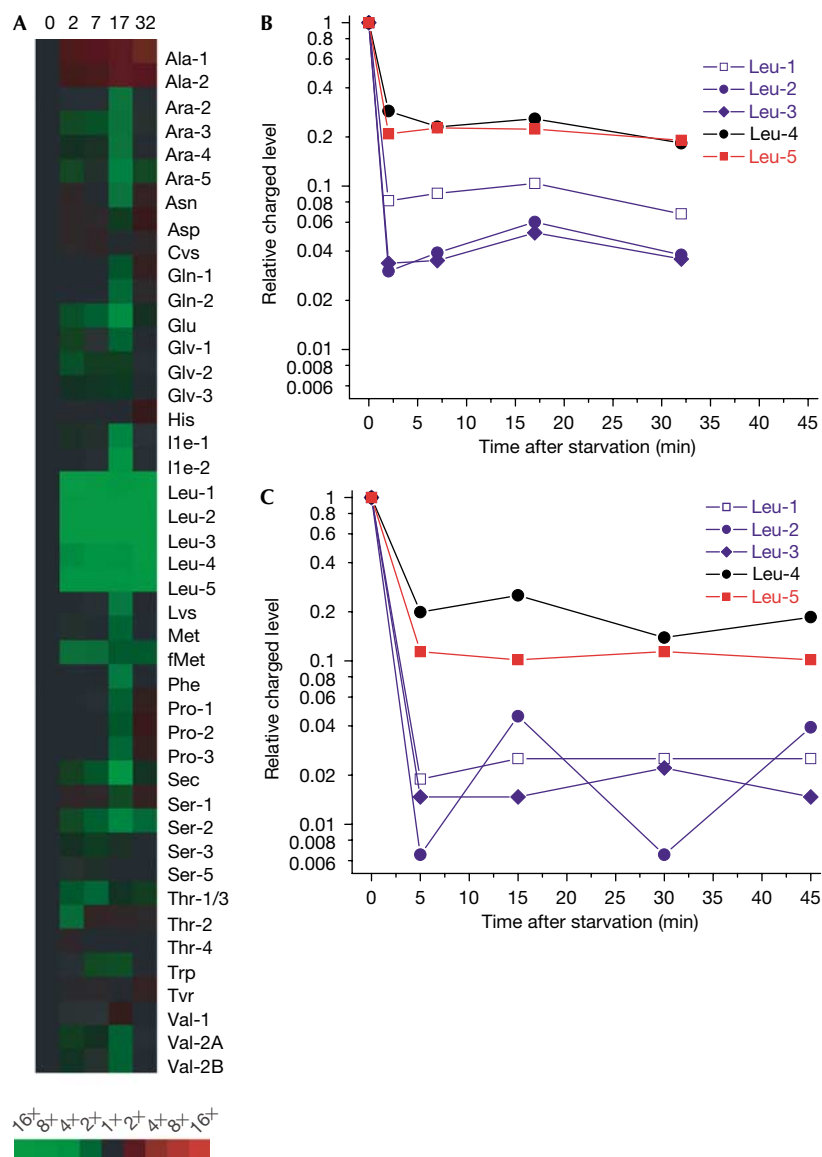 A
0 2 7 17 32
Ala-1
Ala-2
Ara-2
Ara-3
Ara-4
Ara-5
Asn
Asp
Cvs
Gln-1
Gln-2
Glu
Glv-1
Glv-2
Glv-3
His
I1e-1
I1e-2
Leu-1
Leu-2
Leu-3
Leu-4
Leu-5
Lvs
Met
fMet
Phe
Pro-1
Pro-2
Pro-3
Sec
Ser-1
Ser-2
Ser-3
Ser-5
Thr-1/3
Thr-2
Thr-4
Trp
Tvr
Val-1
Val-2A
Val-2B
16× 8× 4× 2× 1× 2× 4× 8× 16×
B
Relative charged level
1
0.8
0.6
0.4
0.2
0.1
0.08
0.06
0.04
0.02
0.01
0.008
0.006
0 5 10 15 20 25 30 35 40 45
Time after starvation (min)
Leu-1
Leu-2
Leu-3
Leu-4
Leu-5
C
Relative charged level
1
0.8
0.6
0.4
0.2
0.1
0.08
0.06
0.04
0.02
0.01
0.008
0.006
0 5 10 15 20 25 30 35 40 45
Time after starvation (min)
Leu-1
Leu-2
Leu-3
Leu-4
Leu-5